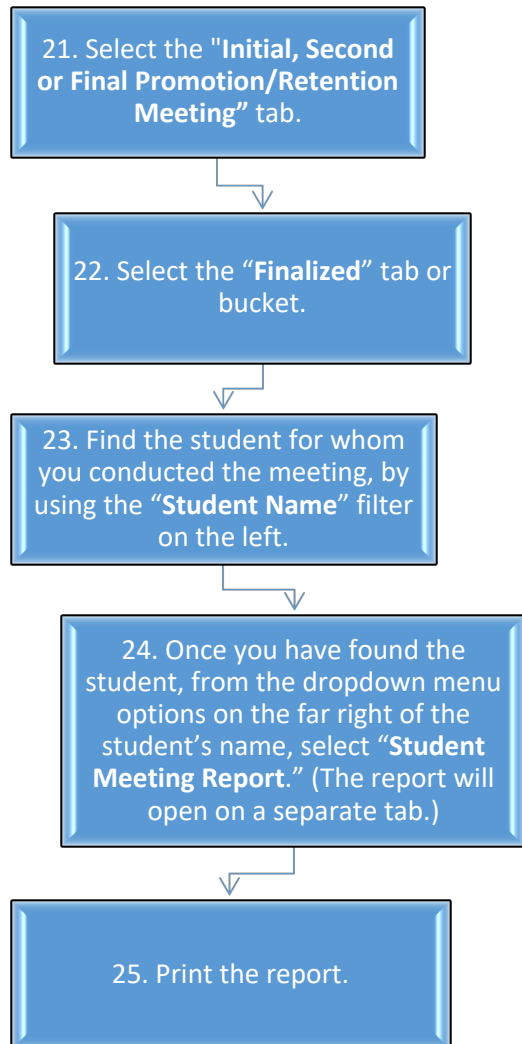 21. Select the "Initial, Second
or Final Promotion/Retention
Meeting” tab.
22. Select the “Finalized” tab or
bucket.
23. Find the student for whom
you conducted the meeting, by
using the “Student Name” filter
on the left.
24. Once you have found the
student, from the dropdown menu
options on the far right of the
student’s name, select “Student
Meeting Report.” (The report will
open on a separate tab.)
25. Print the report.